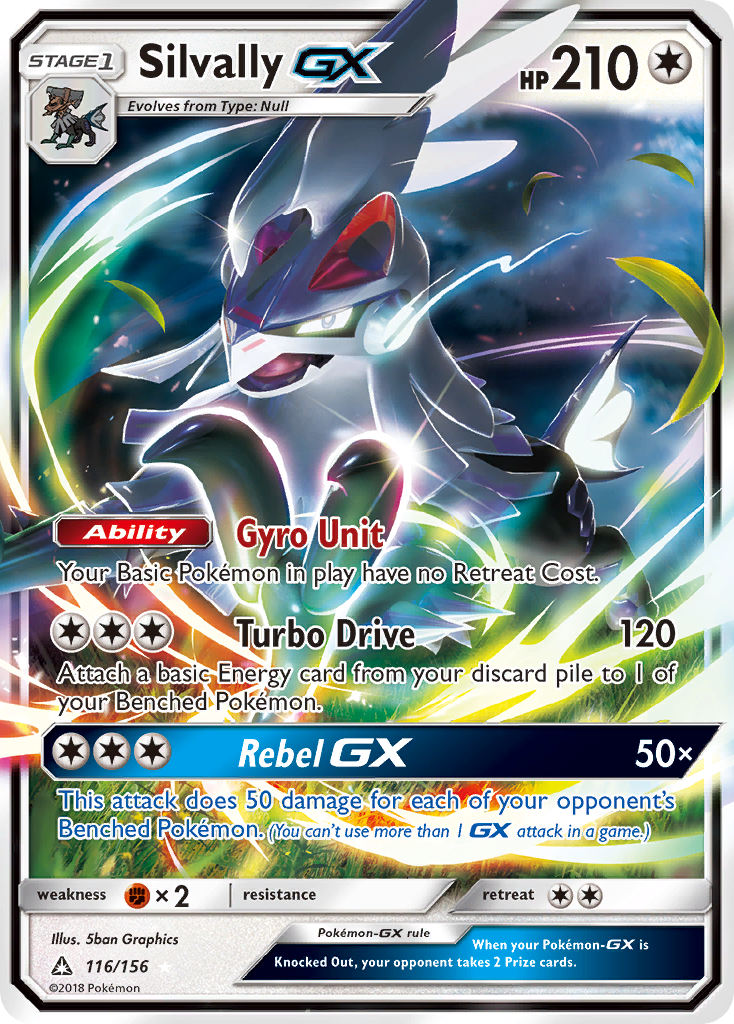 STAGE1
Silvally GX
HP210
Evolves from Type: Null
Ability Gyro Unit
Your Basic Pokémon in play have no Retreat Cost.
Turbo Drive 120
Attach a basic Energy card from your discard pile to 1 of
your Benched Pokémon.
Rebel GX 50×
This attack does 50 damage for each of your opponent's
Benched Pokémon. (You can't use more than 1 GX attack in a game.)
weakness × 2 resistance retreat
Illus. 5ban Graphics
116/156
©2018 Pokémon
Pokémon-GX rule
When your Pokémon-GX is
Knocked Out, your opponent takes 2 Prize cards.